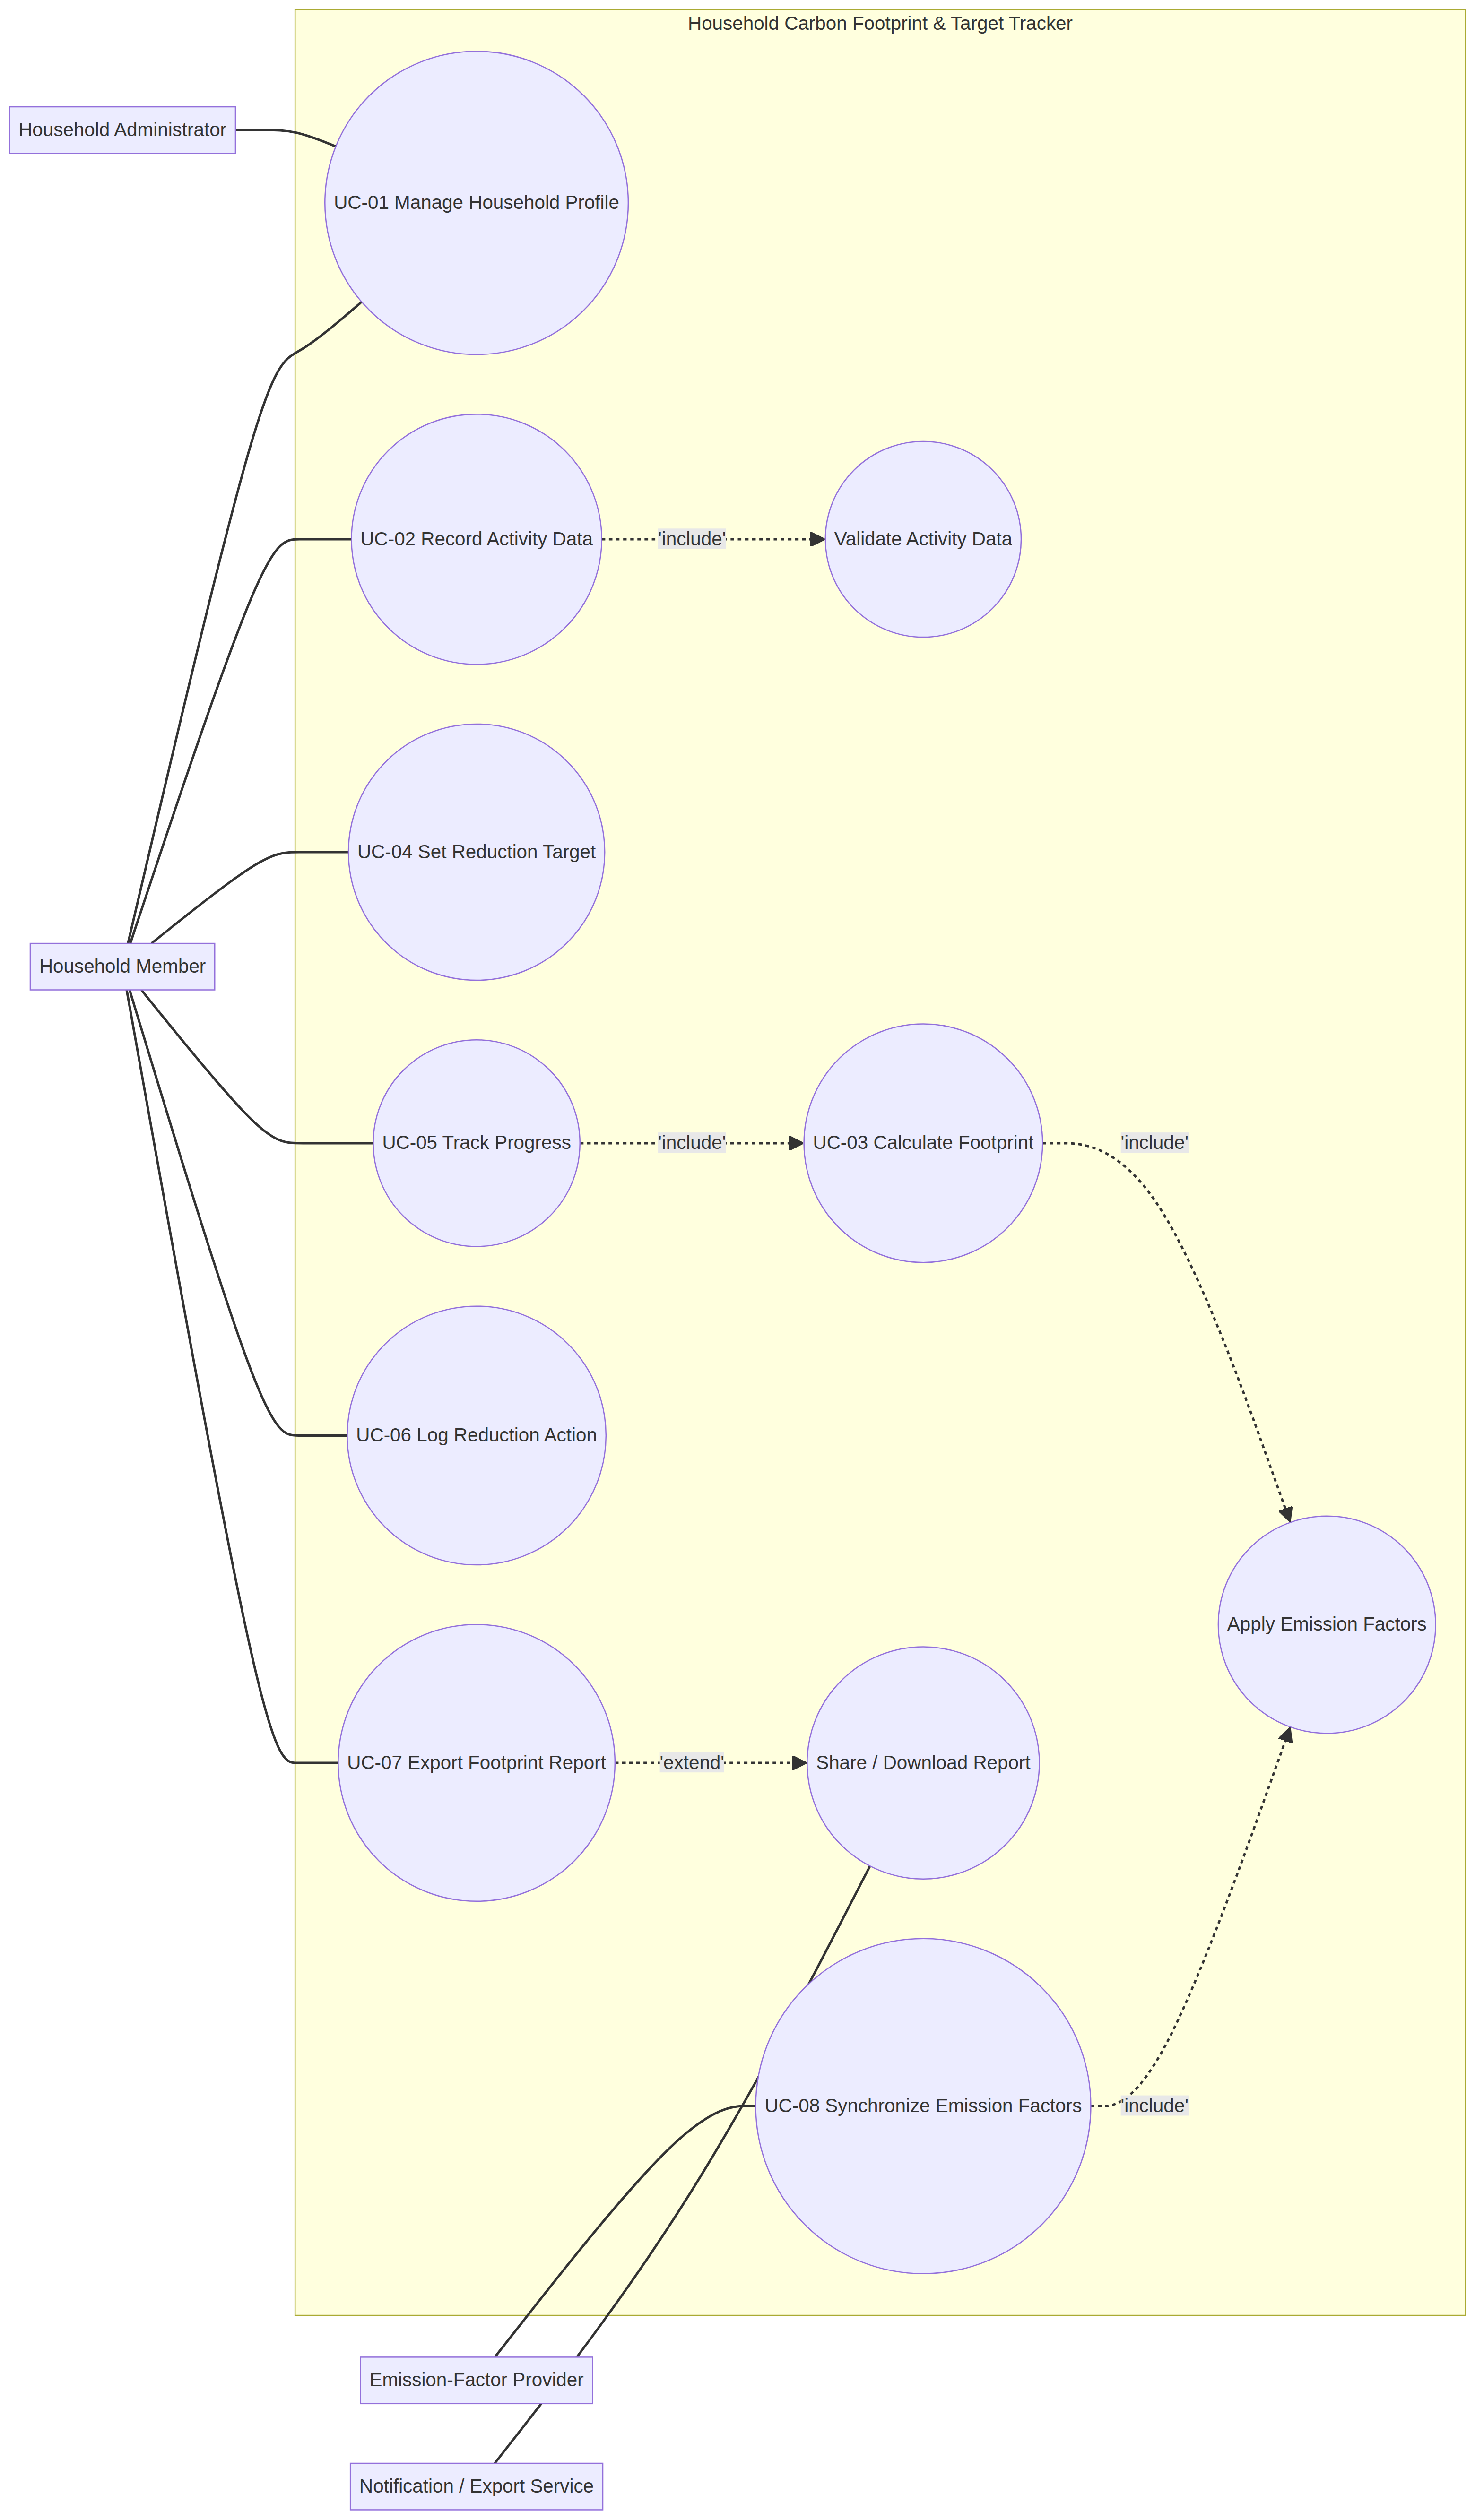 Household Carbon Footprint & Target Tracker
Household Administrator
UC-01 Manage Household Profile
UC-02 Record Activity Data
'include'
Validate Activity Data
UC-04 Set Reduction Target
Household Member
UC-05 Track Progress
'include'
UC-03 Calculate Footprint
'include'
UC-06 Log Reduction Action
Apply Emission Factors
UC-07 Export Footprint Report
'extend'
Share / Download Report
UC-08 Synchronize Emission Factors
'include'
Emission-Factor Provider
Notification / Export Service